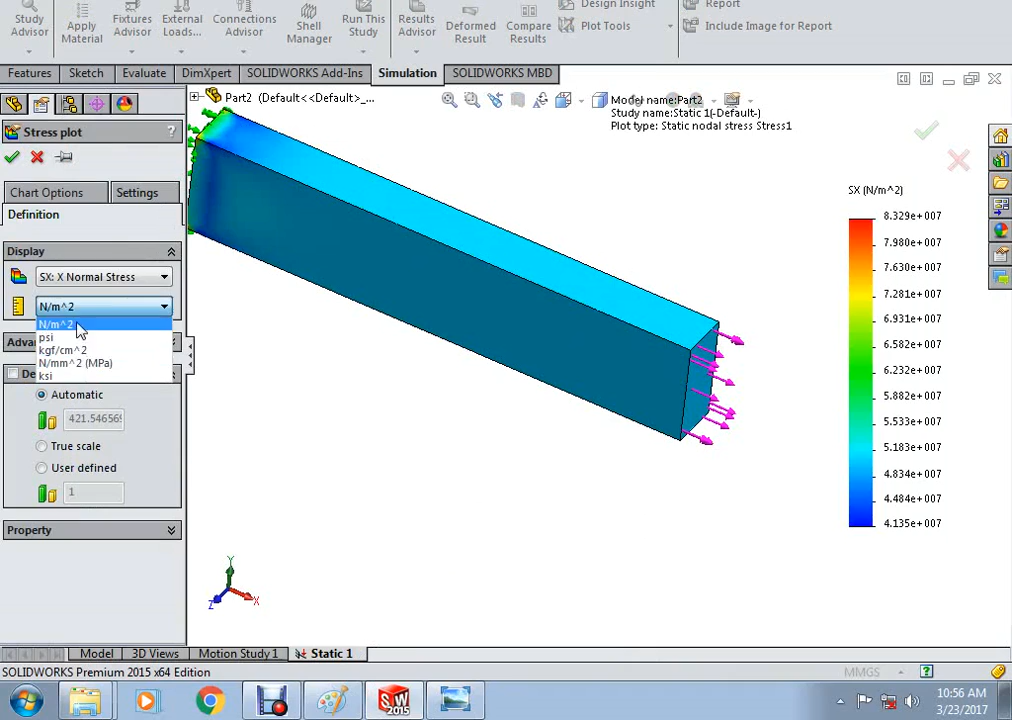 Design Insight
Report
Study Advisor
Apply Material
Fixtures Advisor
External Loads...
Connections Advisor
Shell Manager
Run This Study
Results Advisor
Deformed Result
Compare Results
Plot Tools
Include Image for Report
Features
Sketch
Evaluate
DimXpert
SOLIDWORKS Add-Ins
Simulation
SOLIDWORKS MBD
Part2 (Default<<Default>_...
Model name:Part2
Study name:Static 1(-Default-)
Plot type: Static nodal stress Stress1
Stress plot
?
Chart Options
Settings
Definition
Display
SX: X Normal Stress
N/m^2
N/m^2
psi
kgf/cm^2
N/mm^2 (MPa)
ksi
Adv
De
Automatic
421.546565
True scale
User defined
1
Property
SX (N/m^2)
8.329e+007
7.980e+007
7.630e+007
7.281e+007
6.931e+007
6.582e+007
6.232e+007
5.882e+007
5.533e+007
5.183e+007
4.834e+007
4.484e+007
4.135e+007
Y
Z
X
Model
3D Views
Motion Study 1
Static 1
SOLIDWORKS Premium 2015 x64 Edition
MMGS
?
SW
2015
10:56 AM
3/23/2017